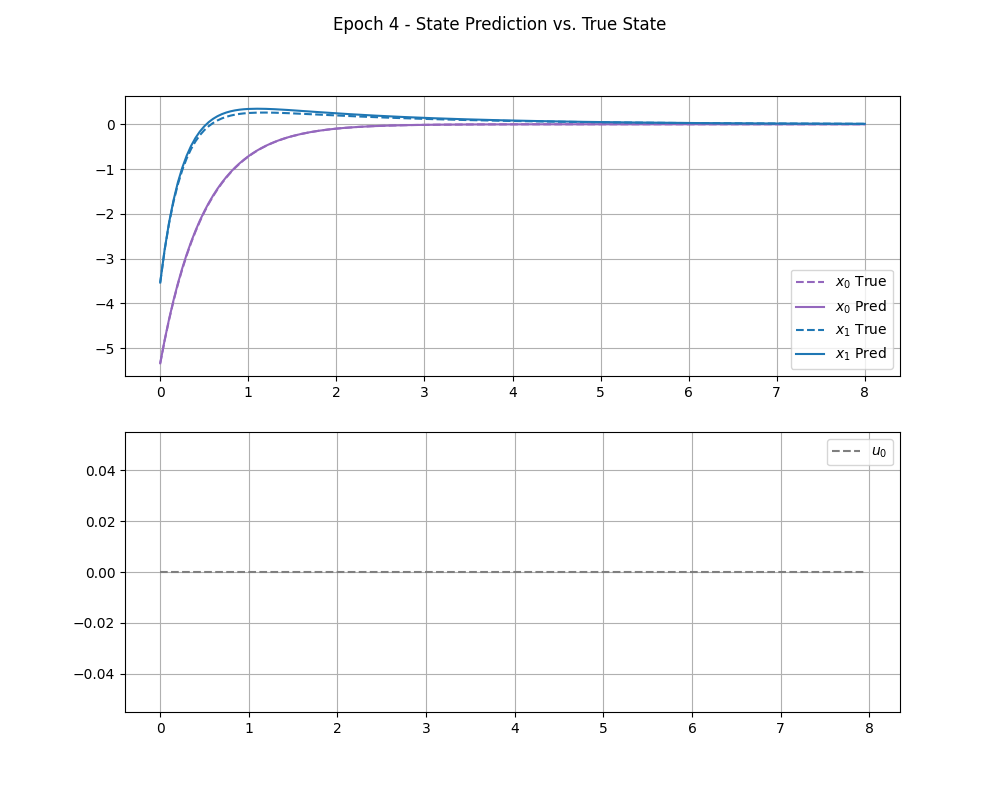 Epoch 4 - State Prediction vs. True State
0
−1
−2
−3
−4
−5
x₀ True
x₀ Pred
x₁ True
x₁ Pred
0 1 2 3 4 5 6 7 8
0.04
0.02
0.00
−0.02
−0.04
u₀
0 1 2 3 4 5 6 7 8